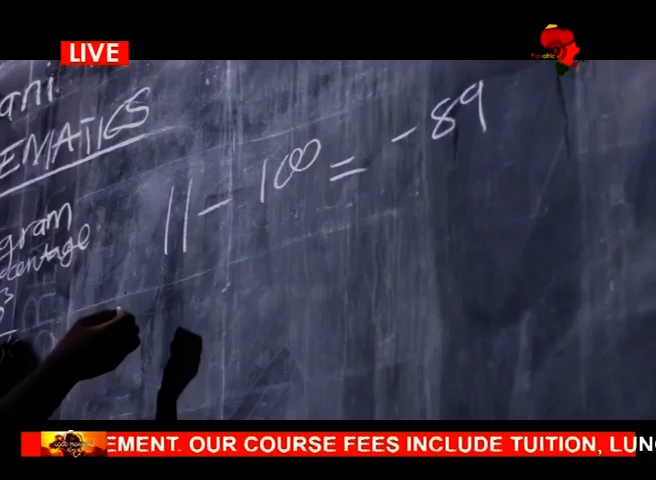 LIVE
ani
EMATICS
11 - 100 = - 89
gram
centage
EMENT. OUR COURSE FEES INCLUDE TUITION, LUN